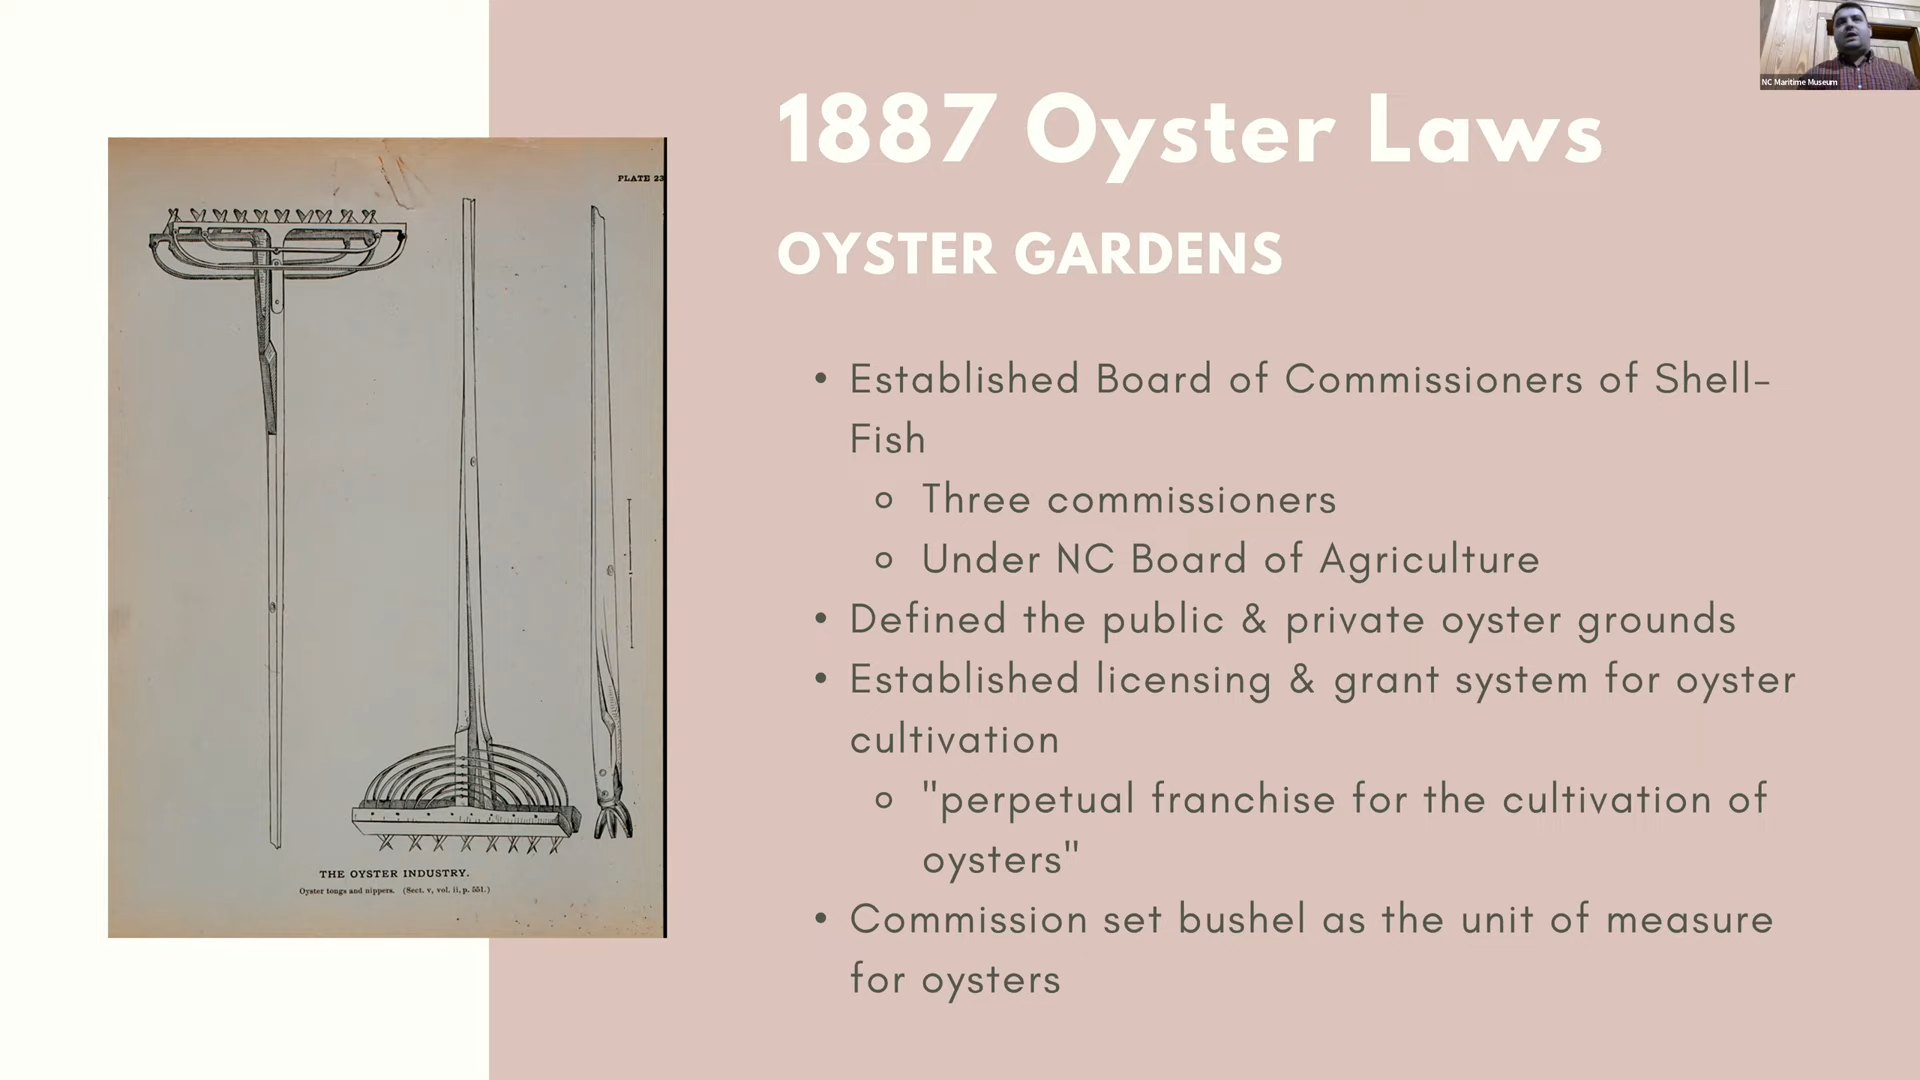 NC Maritime Museum
1887 Oyster Laws
OYSTER GARDENS
PLATE 23
• Established Board of Commissioners of Shell-
Fish
Three commissioners
Under NC Board of Agriculture
• Defined the public & private oyster grounds
• Established licensing & grant system for oyster
cultivation
"perpetual franchise for the cultivation of
oysters"
• Commission set bushel as the unit of measure
for oysters
THE OYSTER INDUSTRY.
Oyster tongs and nippers. (Sect. v, vol. ii, p. 551.)